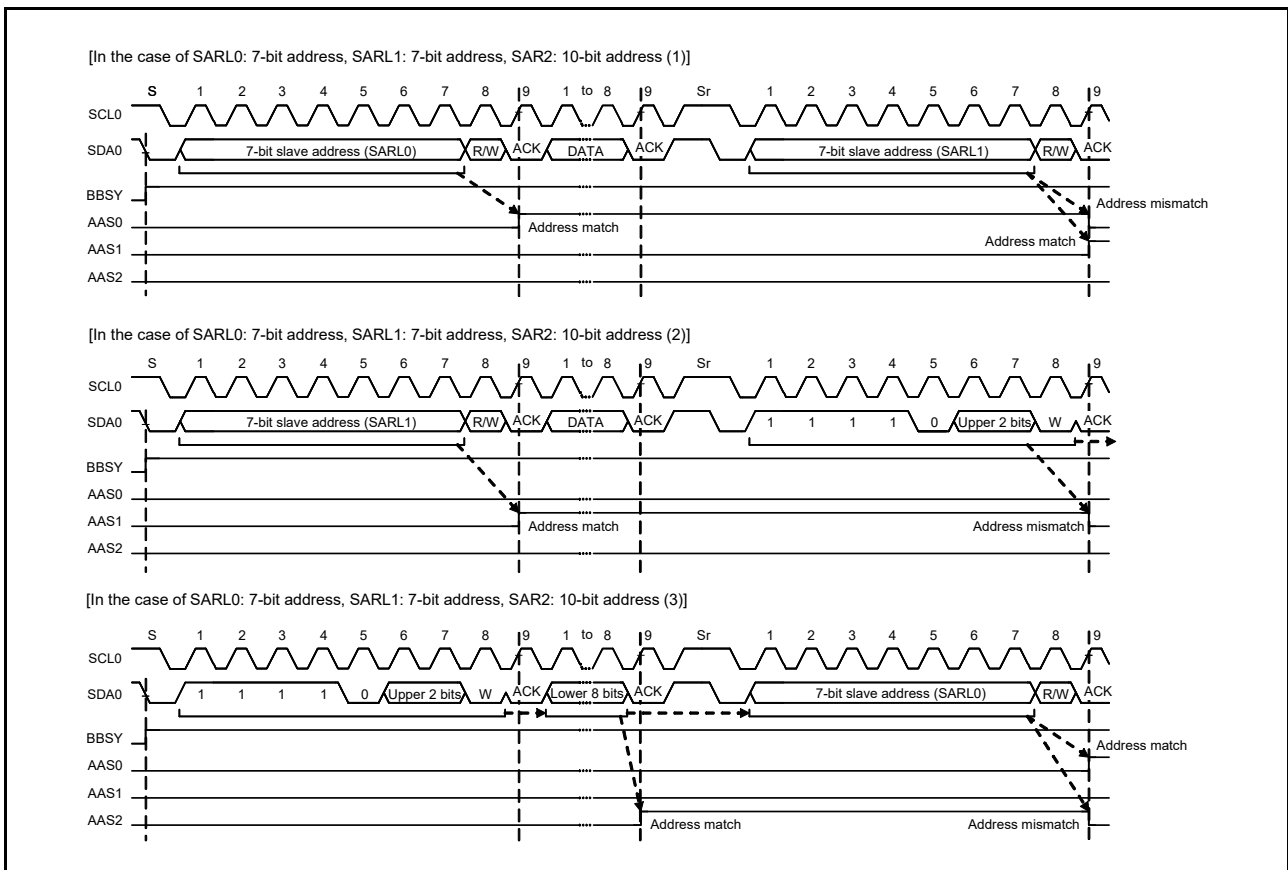 [In the case of SARL0: 7-bit address, SARL1: 7-bit address, SAR2: 10-bit address (1)]
S 1 2 3 4 5 6 7 8 9 1 to 8 9 Sr 1 2 3 4 5 6 7 8 9
SCL0
SDA0 7-bit slave address (SARL0) R/W ACK DATA ACK 7-bit slave address (SARL1) R/W ACK
BBSY
Address mismatch
AAS0
Address match
Address match
AAS1
AAS2
[In the case of SARL0: 7-bit address, SARL1: 7-bit address, SAR2: 10-bit address (2)]
S 1 2 3 4 5 6 7 8 9 1 to 8 9 Sr 1 2 3 4 5 6 7 8 9
SCL0
SDA0 7-bit slave address (SARL1) R/W ACK DATA ACK 1 1 1 1 0 Upper 2 bits W ACK
BBSY
AAS0
AAS1
Address match Address mismatch
AAS2
[In the case of SARL0: 7-bit address, SARL1: 7-bit address, SAR2: 10-bit address (3)]
S 1 2 3 4 5 6 7 8 9 1 to 8 9 Sr 1 2 3 4 5 6 7 8 9
SCL0
SDA0 1 1 1 1 0 Upper 2 bits W ACK Lower 8 bits ACK 7-bit slave address (SARL0) R/W ACK
BBSY
Address match
AAS0
AAS1
AAS2
Address match Address mismatch